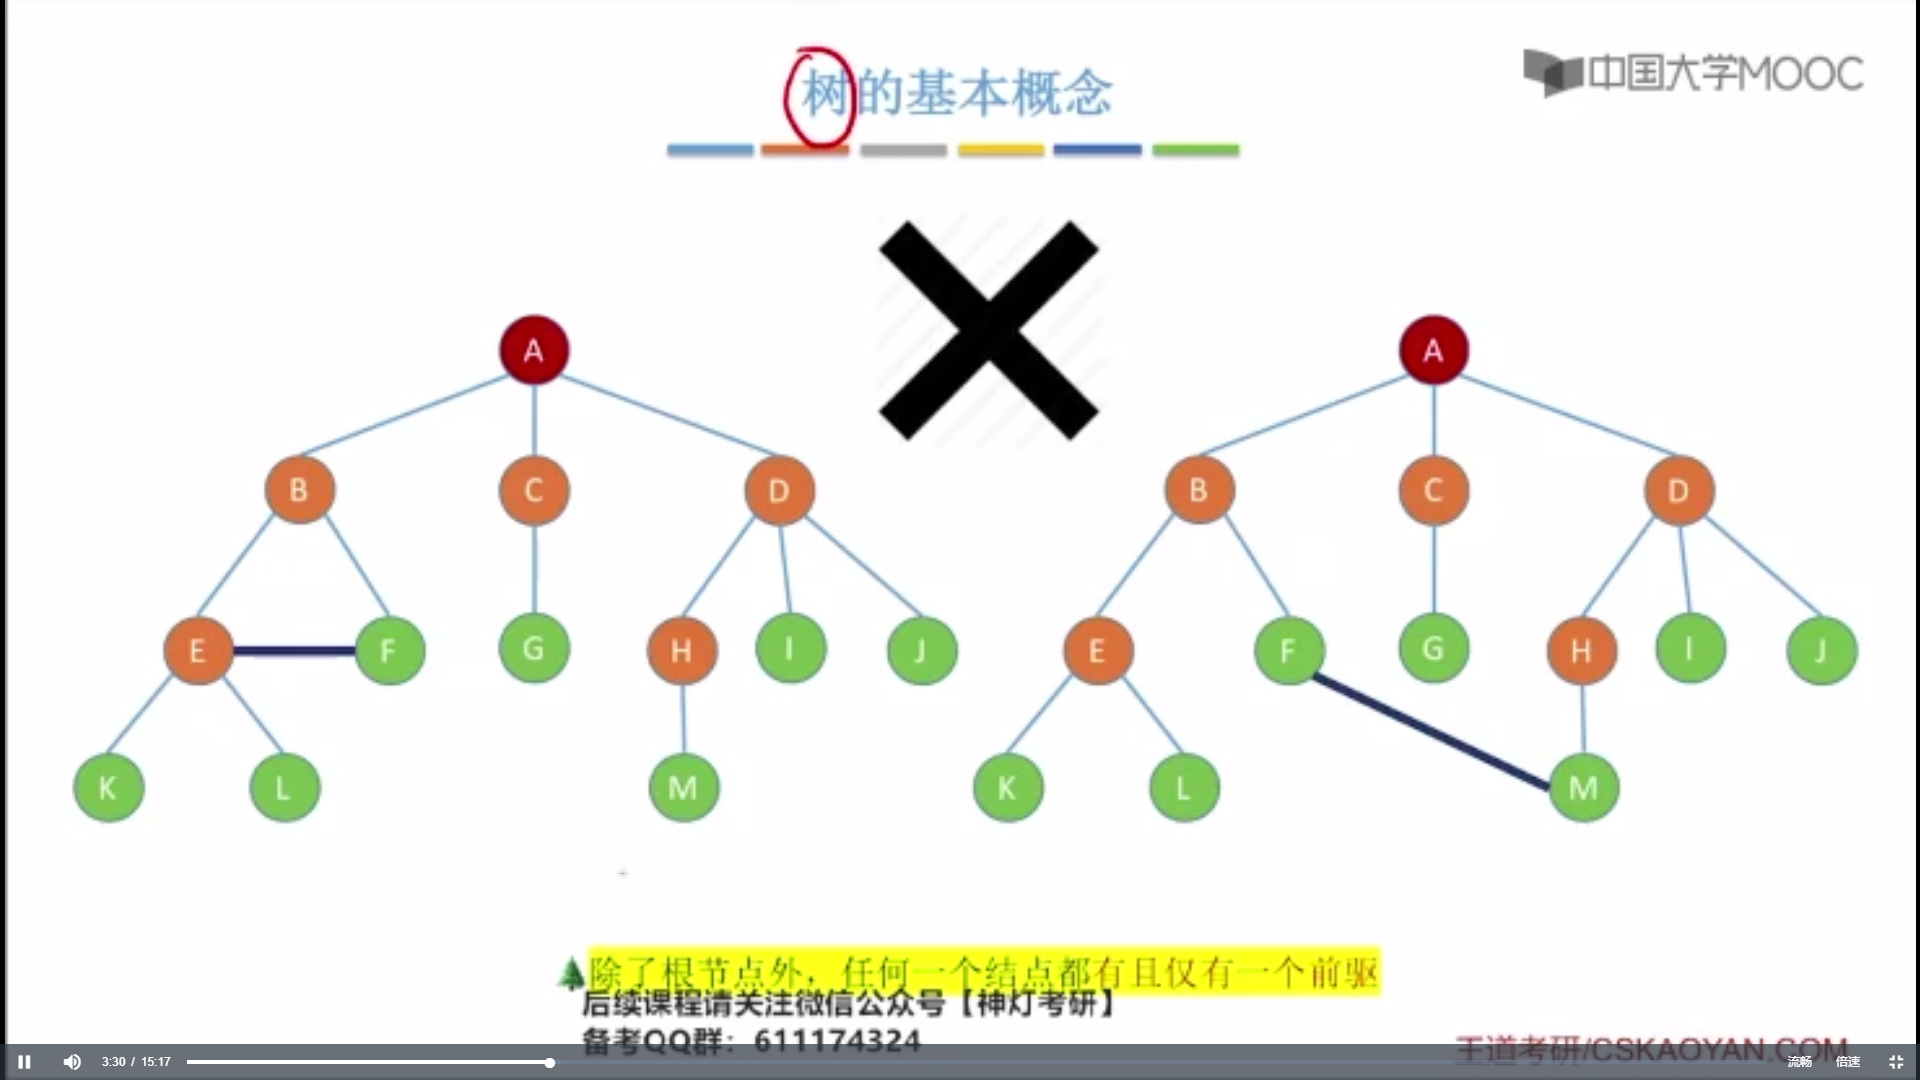 树的基本概念
中国大学MOOC
A
A
B C D
B C D
E F G H I J
E F G H I J
K L M
K L M
除了根节点外，任何一个结点都有且仅有一个前驱
后续课程请关注微信公众号【神灯考研】
备考QQ群：611174324
王道考研/CSKAOYAN.COM
3:30 / 15:17
流畅 倍速